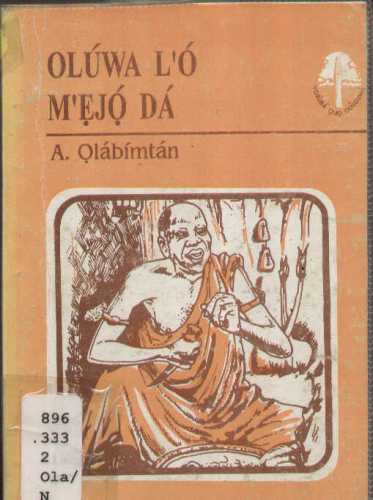 OLÚWA L'Ó
M'ẸJỌ́ DÁ
A. Ọlábímtán
896
.333
2
Ola/
N